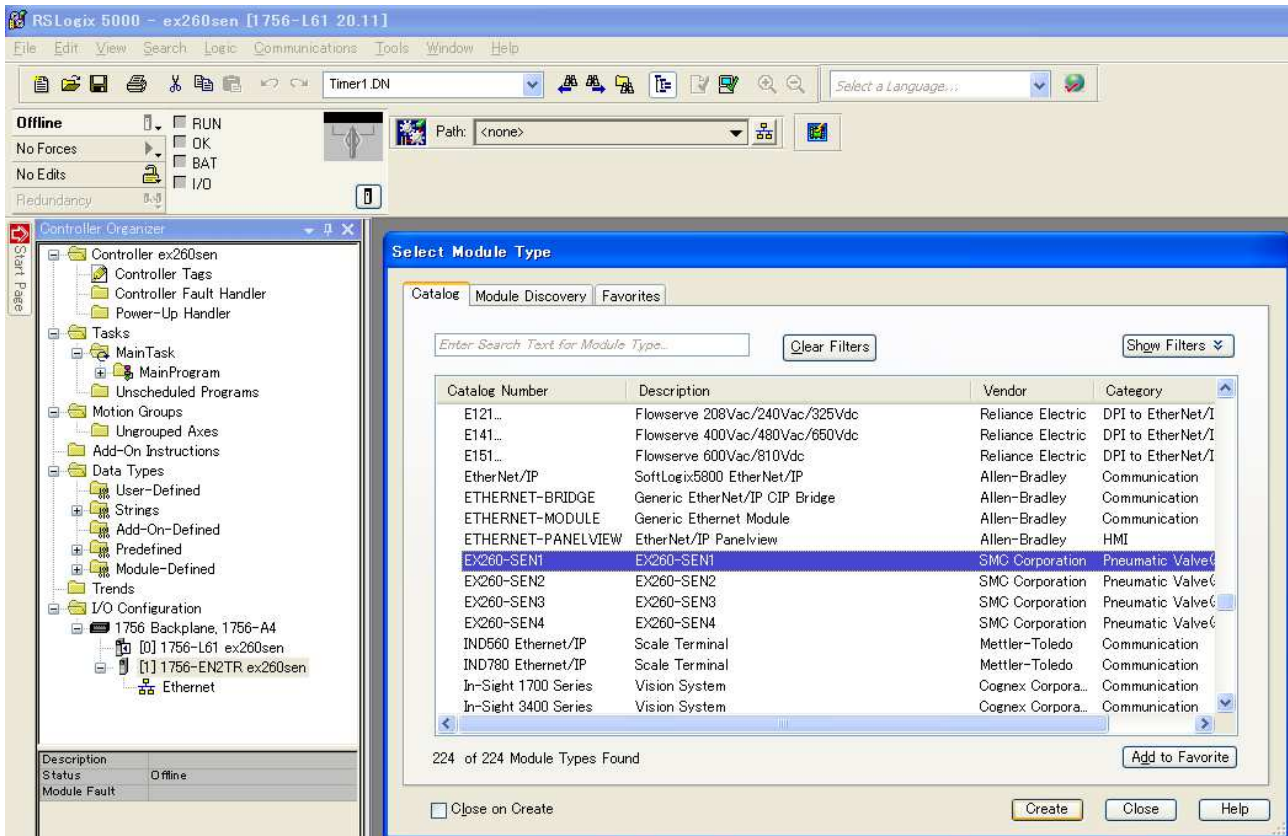 RSLogix 5000 - ex260sen [1756-L61 20.11]
File Edit View Search Logic Communications Tools Window Help
Timer1.DN
Select a Language...
Offline
RUN
No Forces
OK
BAT
No Edits
I/O
Redundancy
Path: <none>
Start Page
Controller Organizer
Controller ex260sen
Controller Tags
Controller Fault Handler
Power-Up Handler
Tasks
MainTask
MainProgram
Unscheduled Programs
Motion Groups
Ungrouped Axes
Add-On Instructions
Data Types
User-Defined
Strings
Add-On-Defined
Predefined
Module-Defined
Trends
I/O Configuration
1756 Backplane, 1756-A4
[0] 1756-L61 ex260sen
[1] 1756-EN2TR ex260sen
Ethernet
Description
Status Offline
Module Fault
Select Module Type
Catalog Module Discovery Favorites
Enter Search Text for Module Type...
Clear Filters
Show Filters
Catalog Number Description Vendor Category
E121... Flowserve 208Vac/240Vac/325Vdc Reliance Electric DPI to EtherNet/I
E141... Flowserve 400Vac/480Vac/650Vdc Reliance Electric DPI to EtherNet/I
E151... Flowserve 600Vac/810Vdc Reliance Electric DPI to EtherNet/I
EtherNet/IP SoftLogix5800 EtherNet/IP Allen-Bradley Communication
ETHERNET-BRIDGE Generic EtherNet/IP CIP Bridge Allen-Bradley Communication
ETHERNET-MODULE Generic Ethernet Module Allen-Bradley Communication
ETHERNET-PANELVIEW EtherNet/IP Panelview Allen-Bradley HMI
EX260-SEN1 EX260-SEN1 SMC Corporation Pneumatic Valve(
EX260-SEN2 EX260-SEN2 SMC Corporation Pneumatic Valve(
EX260-SEN3 EX260-SEN3 SMC Corporation Pneumatic Valve(
EX260-SEN4 EX260-SEN4 SMC Corporation Pneumatic Valve(
IND560 Ethernet/IP Scale Terminal Mettler-Toledo Communication
IND780 Ethernet/IP Scale Terminal Mettler-Toledo Communication
In-Sight 1700 Series Vision System Cognex Corpora... Communication
In-Sight 3400 Series Vision System Cognex Corpora... Communication
224 of 224 Module Types Found
Add to Favorite
Close on Create
Create
Close
Help